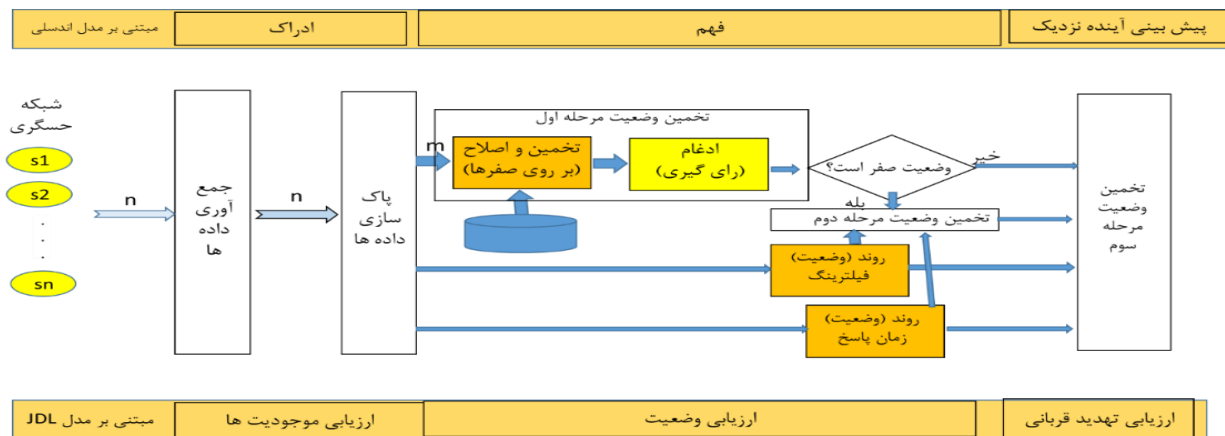 مبتنی بر مدل اندسلی
ادراک
فهم
پیش بینی آینده نزدیک
شبکه
حسگری
s1
s2
.
.
.
sn
n
جمع
آوری
داده
ها
n
پاک
سازی
داده ها
m
تخمین وضعیت مرحله اول
تخمین و اصلاح
(بر روی صفرها)
ادغام
(رای گیری)
وضعیت صفر است؟
خیر
بله
تخمین وضعیت مرحله دوم
روند (وضعیت)
فیلترینگ
روند (وضعیت)
زمان پاسخ
تخمین
وضعیت
مرحله
سوم
مبتنی بر مدل JDL
ارزیابی موجودیت ها
ارزیابی وضعیت
ارزیابی تهدید قربانی